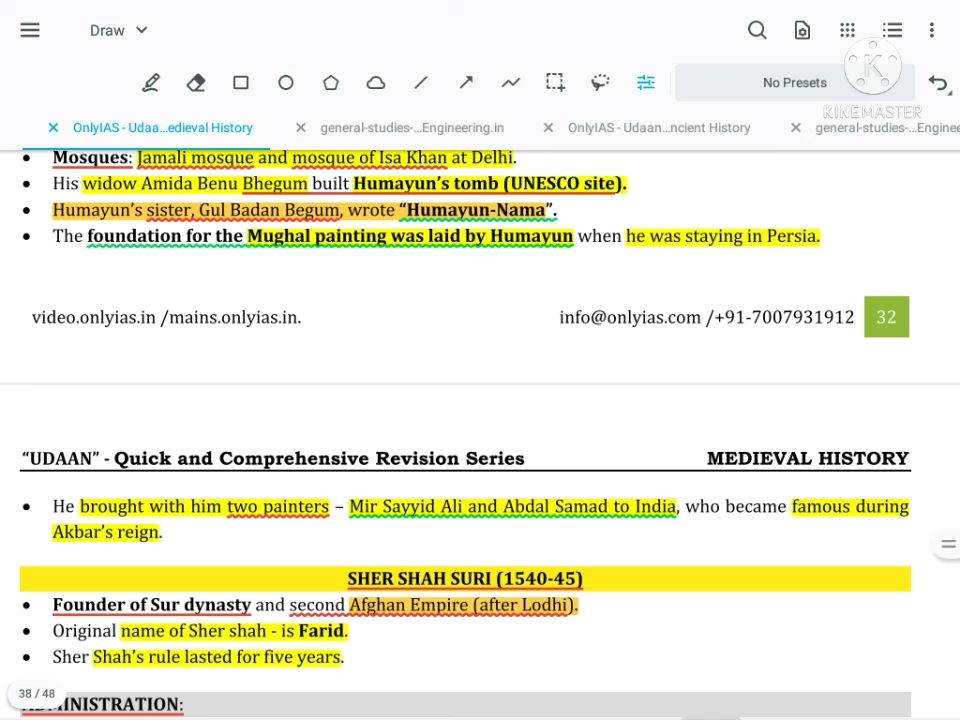 Draw
No Presets
KINEMASTER
OnlyIAS - Udaa...edieval History
general-studies-...Engineering.in
OnlyIAS - Udaan...ncient History
general-studies-...Enginee
• Mosques: Jamali mosque and mosque of Isa Khan at Delhi.
• His widow Amida Benu Bhegum built Humayun's tomb (UNESCO site).
• Humayun's sister, Gul Badan Begum, wrote “Humayun-Nama”.
• The foundation for the Mughal painting was laid by Humayun when he was staying in Persia.
video.onlyias.in /mains.onlyias.in. info@onlyias.com /+91-7007931912 32
“UDAAN” - Quick and Comprehensive Revision Series MEDIEVAL HISTORY
• He brought with him two painters – Mir Sayyid Ali and Abdal Samad to India, who became famous during
Akbar's reign.
SHER SHAH SURI (1540-45)
• Founder of Sur dynasty and second Afghan Empire (after Lodhi).
• Original name of Sher shah - is Farid.
• Sher Shah's rule lasted for five years.
38 / 48
ADMINISTRATION: